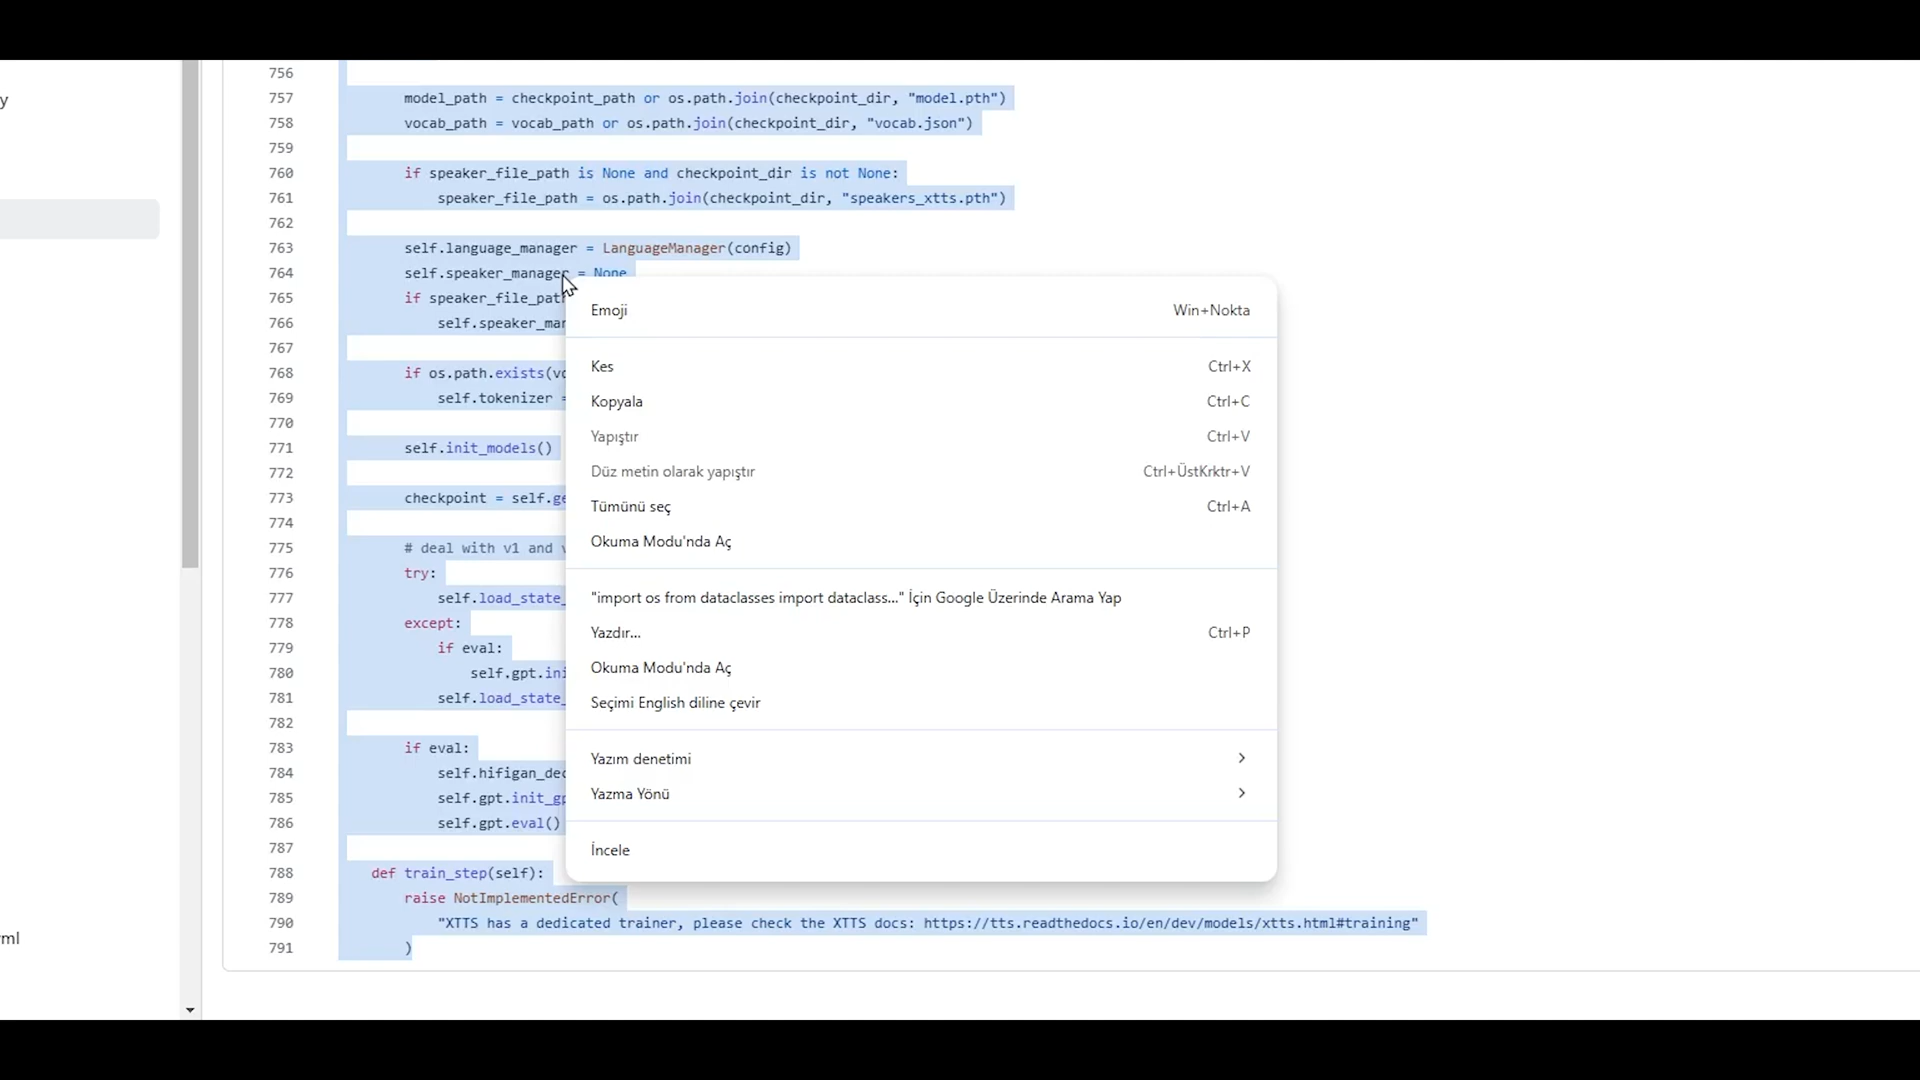 y
ml
756
757 model_path = checkpoint_path or os.path.join(checkpoint_dir, "model.pth")
758 vocab_path = vocab_path or os.path.join(checkpoint_dir, "vocab.json")
759
760 if speaker_file_path is None and checkpoint_dir is not None:
761 speaker_file_path = os.path.join(checkpoint_dir, "speakers_xtts.pth")
762
763 self.language_manager = LanguageManager(config)
764 self.speaker_manager = None
765 if speaker_file_pat
766 self.speaker_ma
767
768 if os.path.exists(vo
769 self.tokenizer =
770
771 self.init_models()
772
773 checkpoint = self.ge
774
775 # deal with v1 and v
776 try:
777 self.load_state_
778 except:
779 if eval:
780 self.gpt.ini
781 self.load_state_
782
783 if eval:
784 self.hifigan_dec
785 self.gpt.init_gp
786 self.gpt.eval()
787
788 def train_step(self):
789 raise NotImplementedError(
790 "XTTS has a dedicated trainer, please check the XTTS docs: https://tts.readthedocs.io/en/dev/models/xtts.html#training"
791 )
Emoji Win+Nokta
Kes Ctrl+X
Kopyala Ctrl+C
Yapıştır Ctrl+V
Düz metin olarak yapıştır Ctrl+ÜstKrktr+V
Tümünü seç Ctrl+A
Okuma Modu'nda Aç
"import os from dataclasses import dataclass..." İçin Google Üzerinde Arama Yap
Yazdır... Ctrl+P
Okuma Modu'nda Aç
Seçimi English diline çevir
Yazım denetimi
Yazma Yönü
İncele